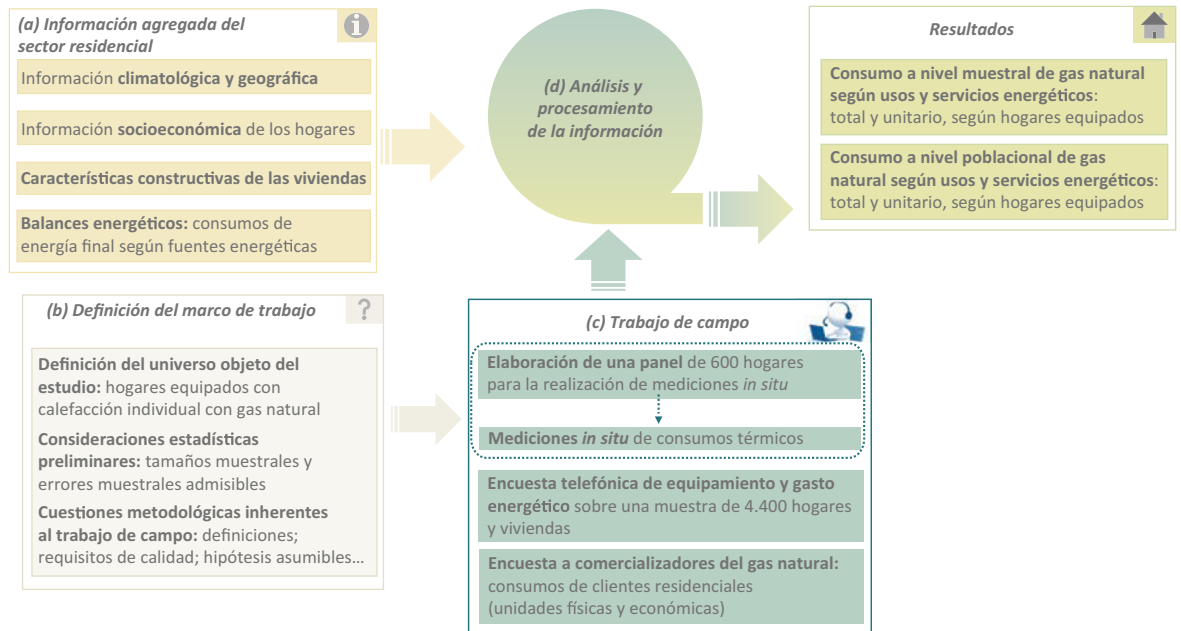 (a) Información agregada del
sector residencial
Información climatológica y geográfica
Información socioeconómica de los hogares
Características constructivas de las viviendas
Balances energéticos: consumos de
energía final según fuentes energéticas
(d) Análisis y
procesamiento
de la información
Resultados
Consumo a nivel muestral de gas natural
según usos y servicios energéticos:
total y unitario, según hogares equipados
Consumo a nivel poblacional de gas
natural según usos y servicios energéticos:
total y unitario, según hogares equipados
(b) Definición del marco de trabajo
?
Definición del universo objeto del
estudio: hogares equipados con
calefacción individual con gas natural
Consideraciones estadísticas
preliminares: tamaños muestrales y
errores muestrales admisibles
Cuestiones metodológicas inherentes
al trabajo de campo: definiciones;
requisitos de calidad; hipótesis asumibles…
(c) Trabajo de campo
Elaboración de una panel de 600 hogares
para la realización de mediciones in situ
Mediciones in situ de consumos térmicos
Encuesta telefónica de equipamiento y gasto
energético sobre una muestra de 4.400 hogares
y viviendas
Encuesta a comercializadores del gas natural:
consumos de clientes residenciales
(unidades físicas y económicas)